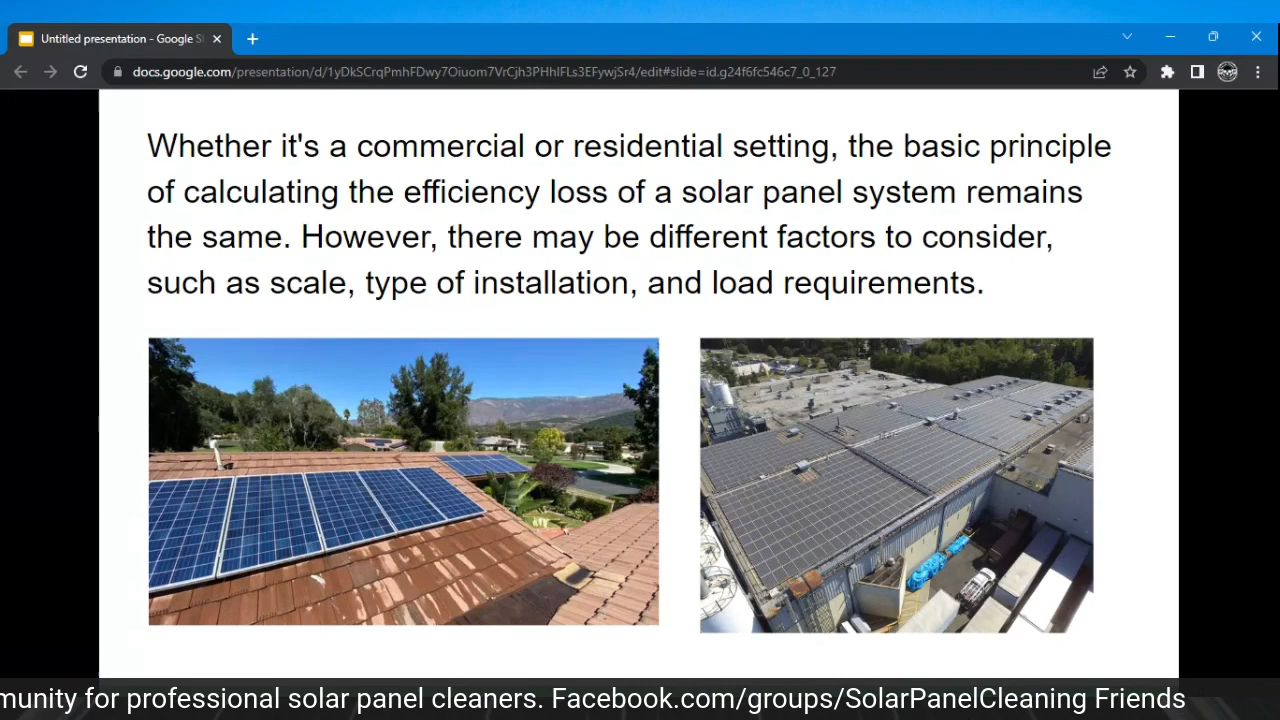 Untitled presentation - Google Sl
docs.google.com/presentation/d/1yDkSCrqPmhFDwy7Oiuom7VrCjh3PHhIFLs3EFywjSr4/edit#slide=id.g24f6fc546c7_0_127
Whether it's a commercial or residential setting, the basic principle
of calculating the efficiency loss of a solar panel system remains
the same. However, there may be different factors to consider,
such as scale, type of installation, and load requirements.
munity for professional solar panel cleaners. Facebook.com/groups/SolarPanelCleaning Friends